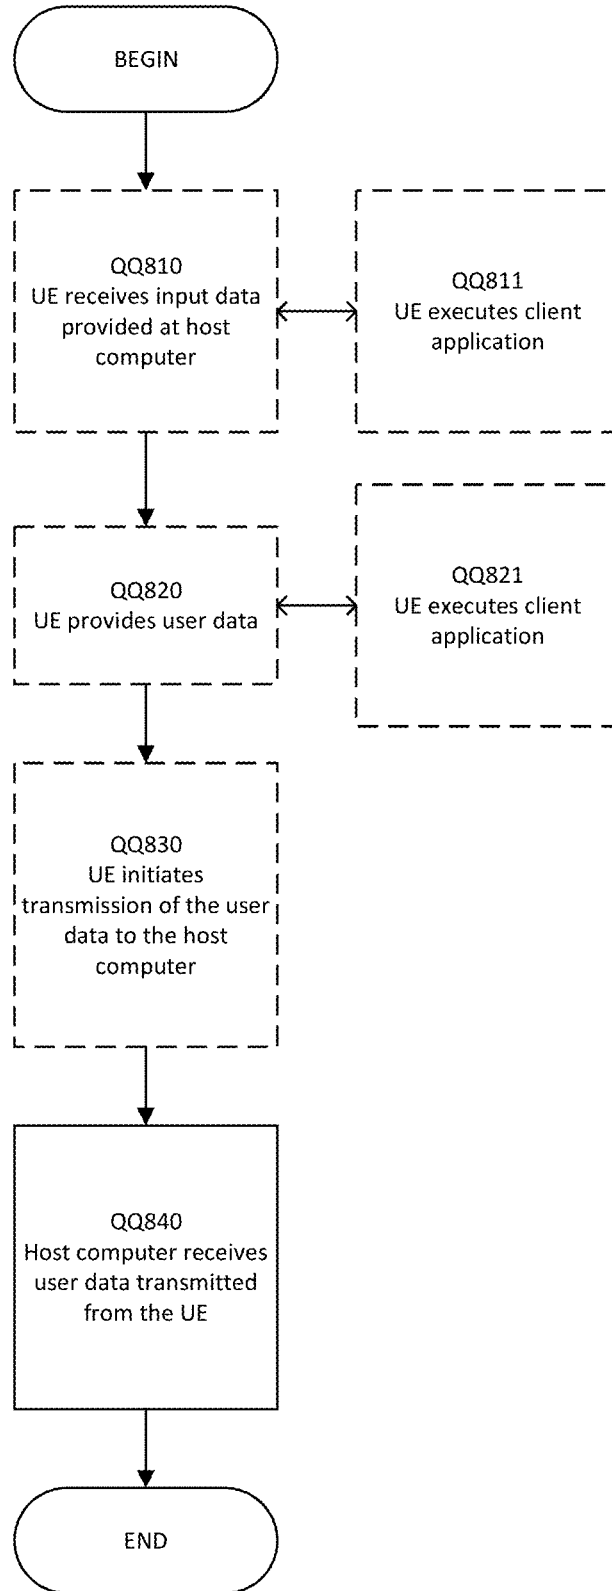 BEGIN
QQ810
UE receives input data
provided at host
computer
QQ811
UE executes client
application
QQ820
UE provides user data
QQ821
UE executes client
application
QQ830
UE initiates
transmission of the user
data to the host
computer
QQ840
Host computer receives
user data transmitted
from the UE
END